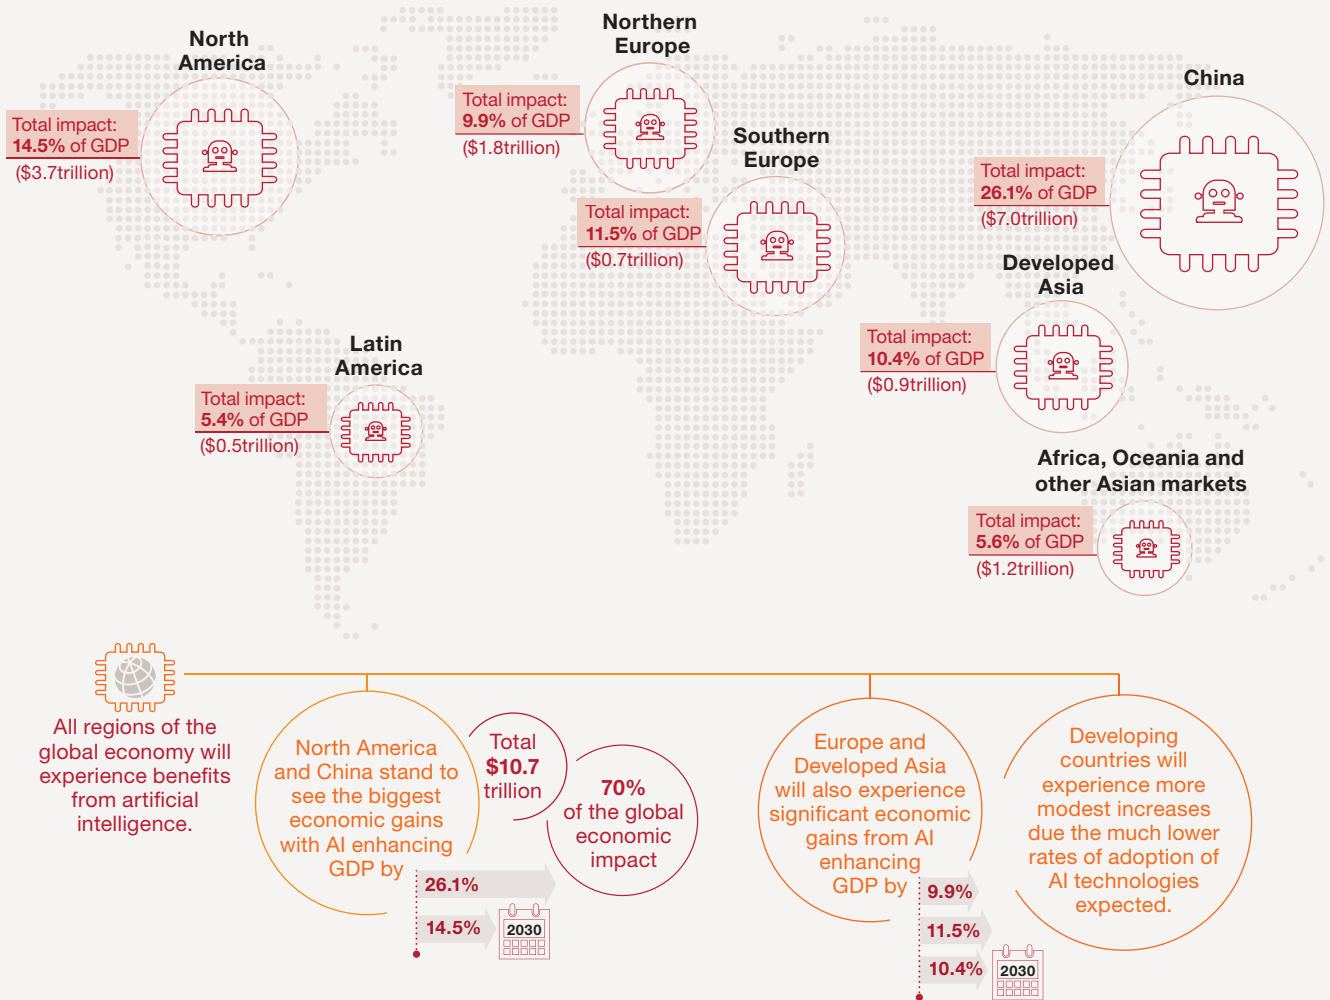 North
America
Total impact:
14.5% of GDP
($3.7trillion)
Northern
Europe
Total impact:
9.9% of GDP
($1.8trillion)
Southern
Europe
Total impact:
11.5% of GDP
($0.7trillion)
China
Total impact:
26.1% of GDP
($7.0trillion)
Developed
Asia
Total impact:
10.4% of GDP
($0.9trillion)
Latin
America
Total impact:
5.4% of GDP
($0.5trillion)
Africa, Oceania and
other Asian markets
Total impact:
5.6% of GDP
($1.2trillion)
All regions of the
global economy will
experience benefits
from artificial
intelligence.
North America
and China stand to
see the biggest
economic gains
with AI enhancing
GDP by
26.1%
14.5%
2030
Total
$10.7
trillion
70%
of the global
economic
impact
Europe and
Developed Asia
will also experience
significant economic
gains from AI
enhancing
GDP by
9.9%
11.5%
10.4%
2030
Developing
countries will
experience more
modest increases
due the much lower
rates of adoption of
AI technologies
expected.